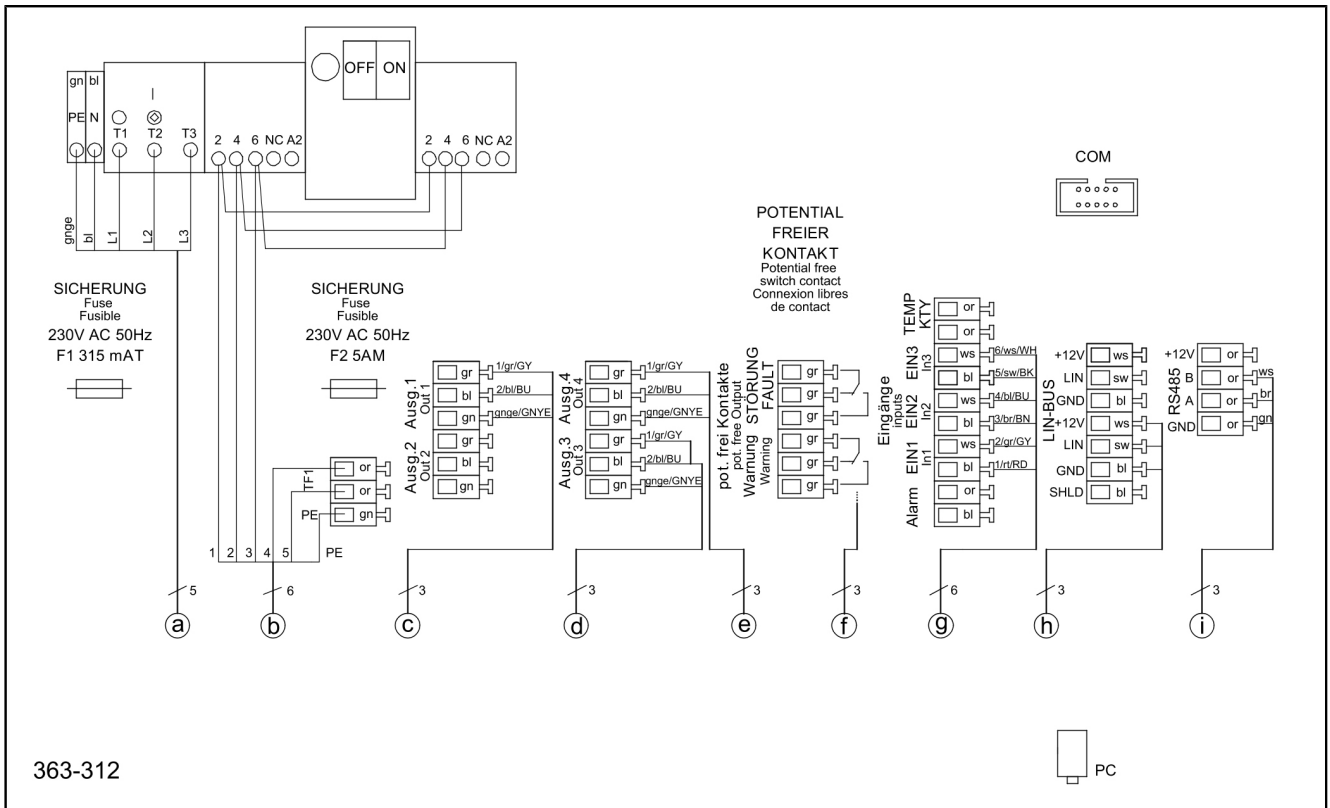 OFF ON
gn bl
PE N
T1 T2 T3
2 4 6 NC A2
2 4 6 NC A2
gnge
bl
L1
L2
L3
SICHERUNG
Fuse
Fusible
230V AC 50Hz
F1 315 mAT
SICHERUNG
Fuse
Fusible
230V AC 50Hz
F2 5AM
TF1
PE
or
or
gn
1 2 3 4 5 PE
Ausg.1
Out 1
Ausg.2
Out 2
gr 1/gr/GY
bl 2/bl/BU
gn gnge/GNYE
gr
bl
gn
Ausg.4
Out 4
Ausg.3
Out 3
gr 1/gr/GY
bl 2/bl/BU
gn gnge/GNYE
gr 1/gr/GY
bl 2/bl/BU
gn gnge/GNYE
POTENTIAL
FREIER
KONTAKT
Potential free
switch contact
Connexion libres
de contact
pot. frei Kontakte
pot. free Output
STÖRUNG
FAULT
Warnung
Warning
gr
gr
gr
gr
gr
gr
Eingänge
inputs
TEMP
KTY
EIN3
In3
EIN2
In2
EIN1
In1
Alarm
or
or
ws 6/ws/WH
bl 5/sw/BK
ws 4/bl/BU
bl 3/br/BN
ws 2/gr/GY
bl 1/rt/RD
or
bl
COM
LIN-BUS
+12V ws
LIN sw
GND bl
+12V ws
LIN sw
GND bl
SHLD bl
RS485
+12V or
B or ws
A or br
GND or gn
5
6
3
3
3
3
6
3
3
a
b
c
d
e
f
g
h
i
363-312
PC